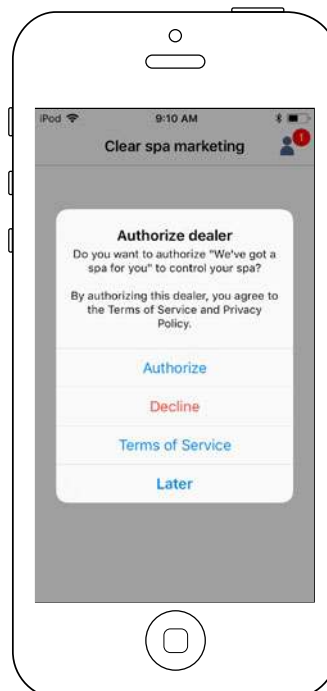 iPod 9:10 AM
Clear spa marketing 1
Authorize dealer
Do you want to authorize "We've got a
spa for you" to control your spa?
By authorizing this dealer, you agree to
the Terms of Service and Privacy
Policy.
Authorize
Decline
Terms of Service
Later